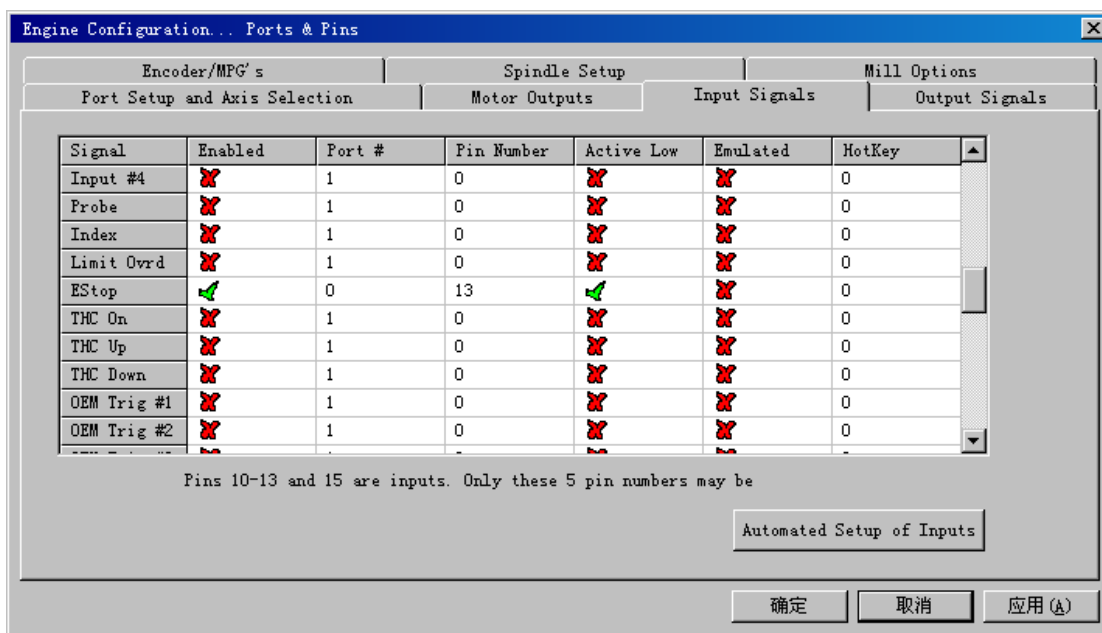 Engine Configuration... Ports & Pins
Encoder/MPG's Spindle Setup Mill Options
Port Setup and Axis Selection Motor Outputs Input Signals Output Signals
Signal Enabled Port # Pin Number Active Low Emulated HotKey
Input #4 1 0 0
Probe 1 0 0
Index 1 0 0
Limit Ovrd 1 0 0
EStop 0 13 0
THC On 1 0 0
THC Up 1 0 0
THC Down 1 0 0
OEM Trig #1 1 0 0
OEM Trig #2 1 0 0
Pins 10-13 and 15 are inputs. Only these 5 pin numbers may be
Automated Setup of Inputs
确定 取消 应用(A)